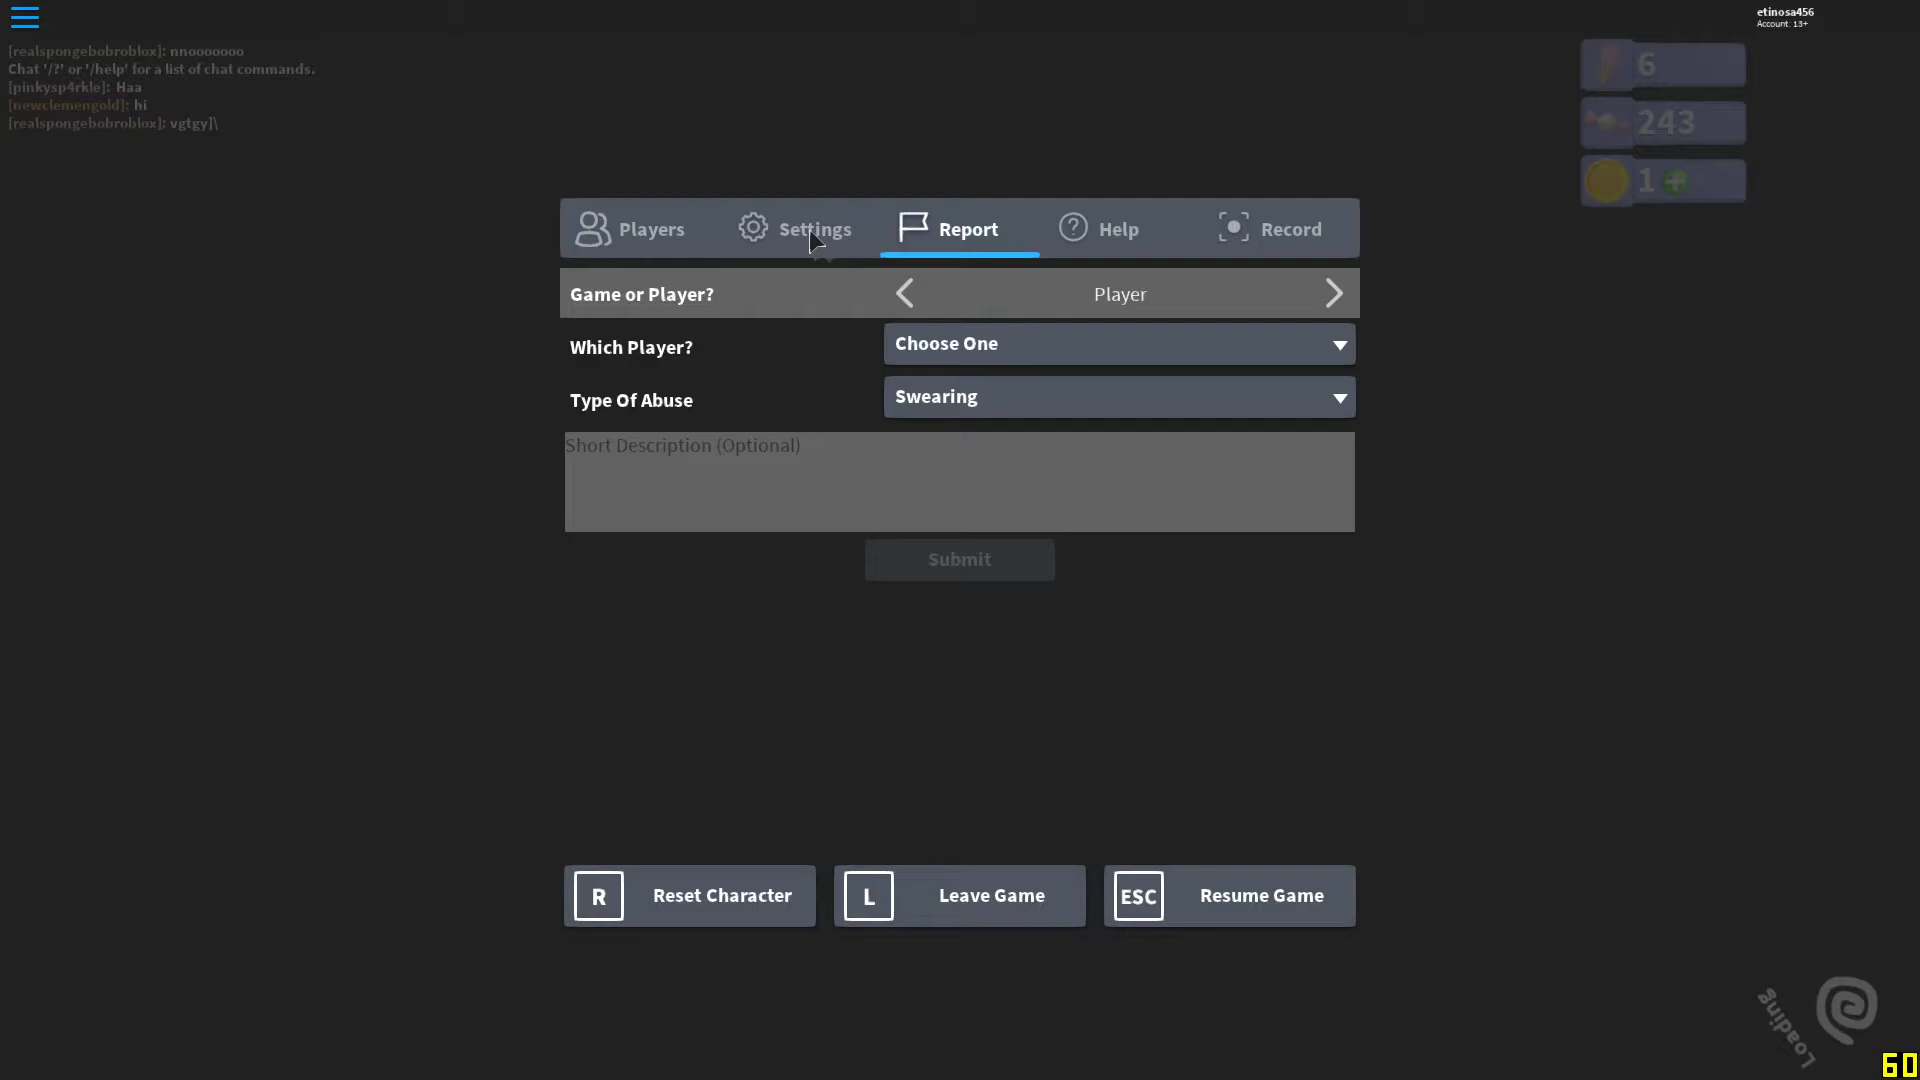 etinosa456
Account: 13+
[realspongebobroblox]: nnooooooo
Chat '/?' or '/help' for a list of chat commands.
[pinkysp4rkle]: Haa
[newclemengold]: hi
[realspongebobroblox]: vgtgy]\
6
243
1
Players Settings Report Help Record
Game or Player? Player
Which Player? Choose One
Type Of Abuse Swearing
Short Description (Optional)
Submit
R Reset Character L Leave Game ESC Resume Game
Loading
60